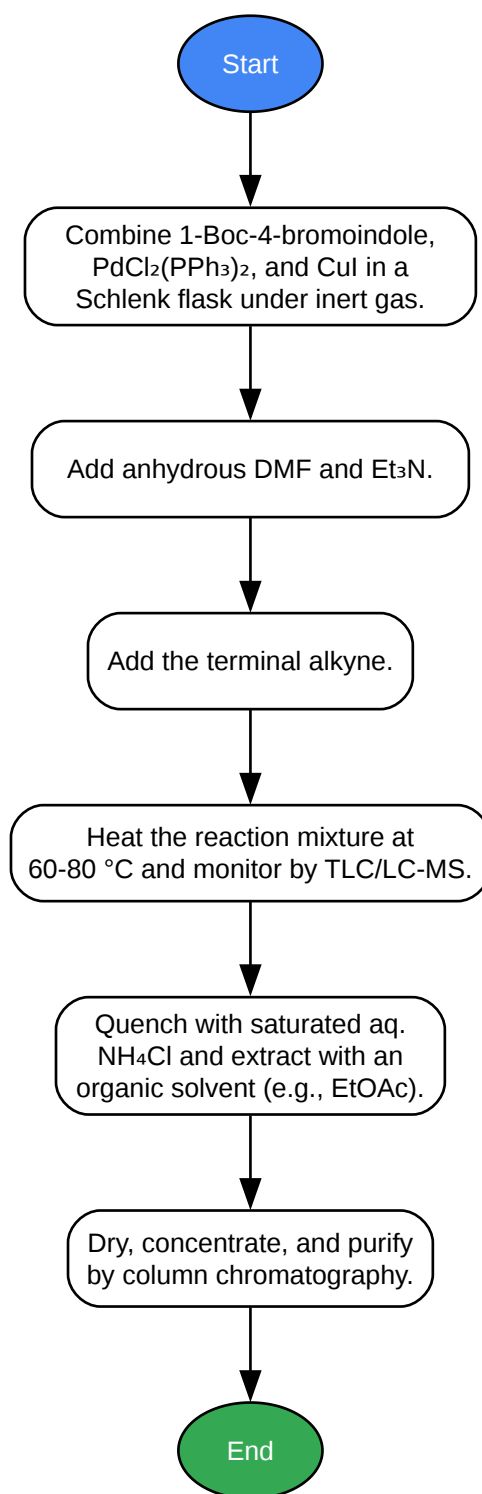 Start
Combine 1-Boc-4-bromoindole,
PdCl₂(PPh₃)₂, and CuI in a
Schlenk flask under inert gas.
Add anhydrous DMF and Et₃N.
Add the terminal alkyne.
Heat the reaction mixture at
60-80 °C and monitor by TLC/LC-MS.
Quench with saturated aq.
NH₄Cl and extract with an
organic solvent (e.g., EtOAc).
Dry, concentrate, and purify
by column chromatography.
End